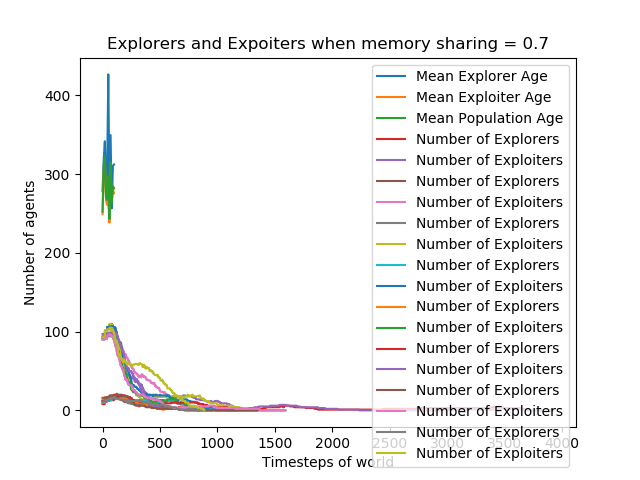 Explorers and Expoiters when memory sharing = 0.7
Number of agents
400
300
200
100
0
Mean Explorer Age
Mean Exploiter Age
Mean Population Age
Number of Explorers
Number of Exploiters
Number of Explorers
Number of Exploiters
Number of Explorers
Number of Exploiters
Number of Explorers
Number of Exploiters
Number of Explorers
Number of Exploiters
Number of Explorers
Number of Exploiters
Number of Explorers
Number of Exploiters
Number of Explorers
Number of Exploiters
0 500 1000 1500 2000 2500 3000 3500 4000
Timesteps of world